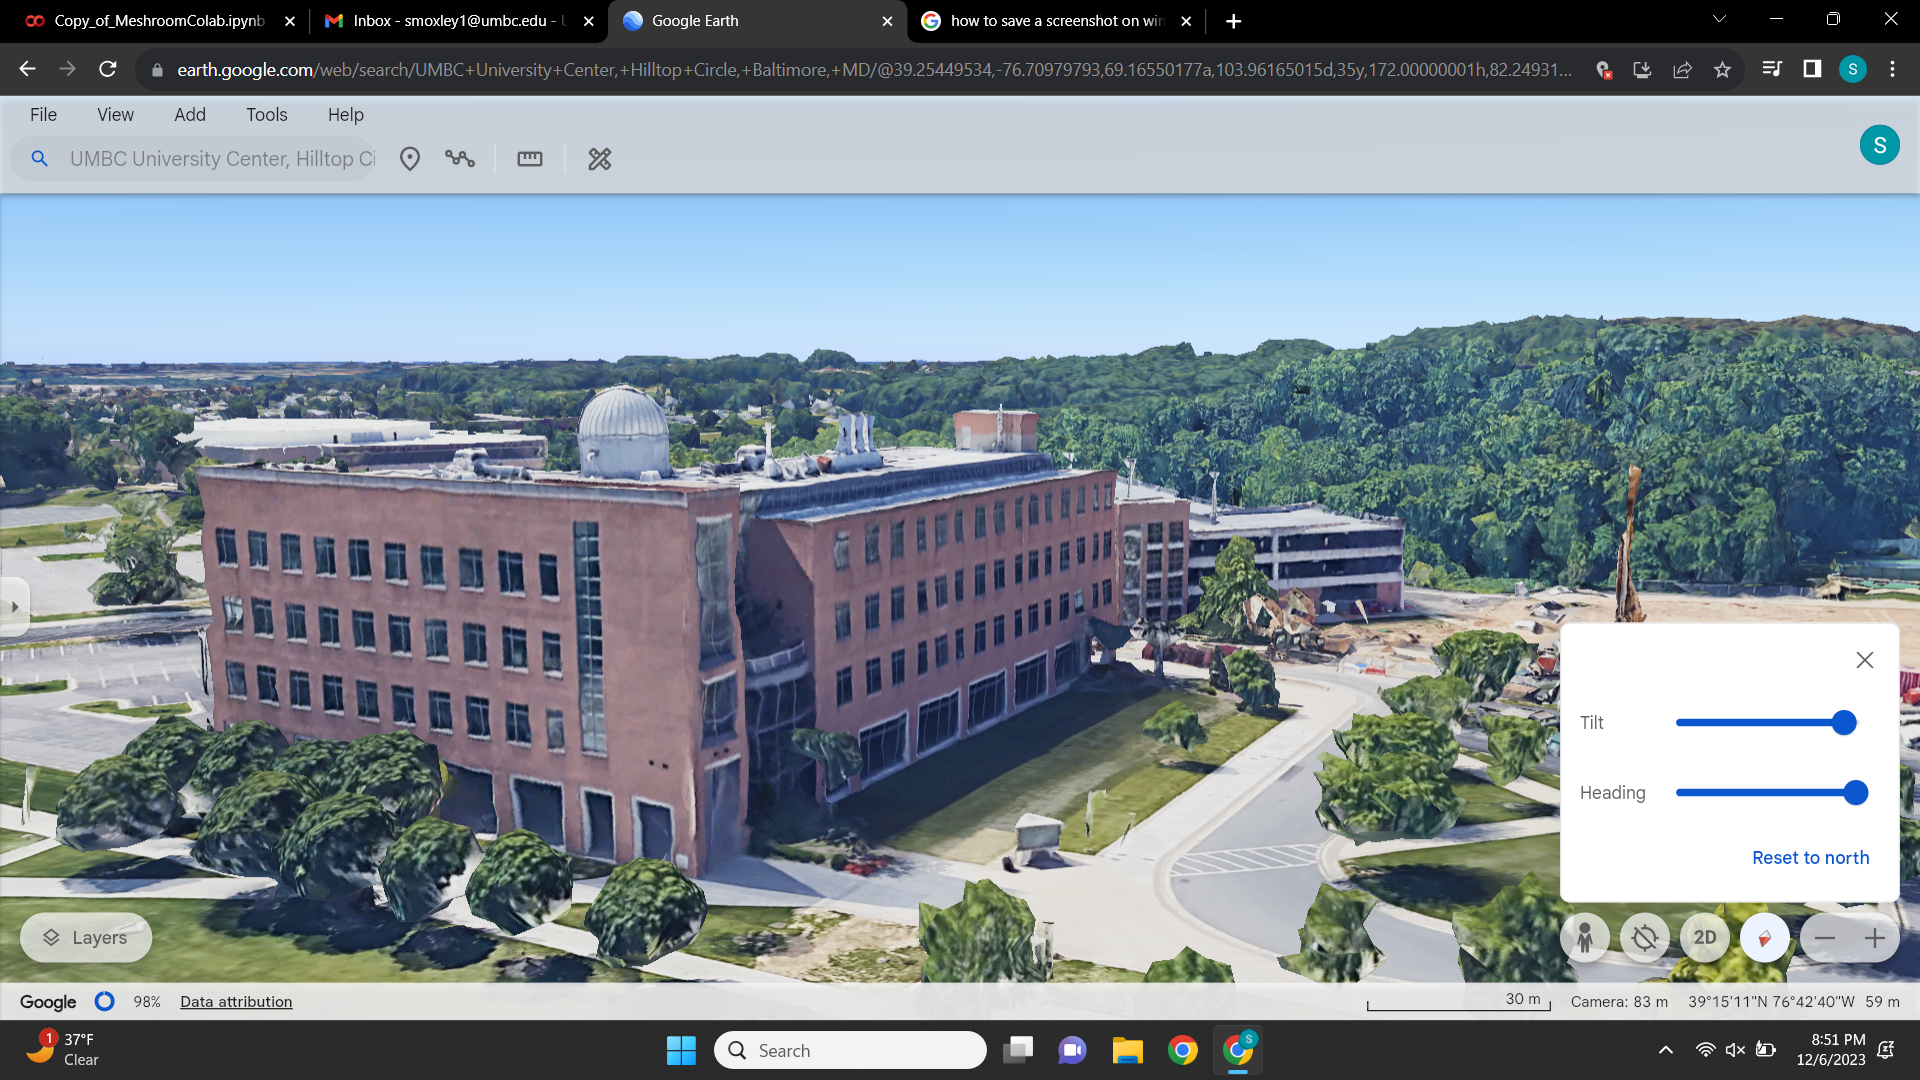 Copy_of_MeshroomColab.ipynb
Inbox - smoxley1@umbc.edu - U
Google Earth
how to save a screenshot on win
earth.google.com/web/search/UMBC+University+Center,+Hilltop+Circle,+Baltimore,+MD/@39.25449534,-76.70979793,69.16550177a,103.96165015d,35y,172.00000001h,82.24931...
S
File View Add Tools Help
UMBC University Center, Hilltop Ci
S
Tilt
Heading
Reset to north
Layers
2D
Google 98% Data attribution
30 m
Camera: 83 m 39°15'11"N 76°42'40"W 59 m
1
37°F
Clear
Search
S
8:51 PM
12/6/2023